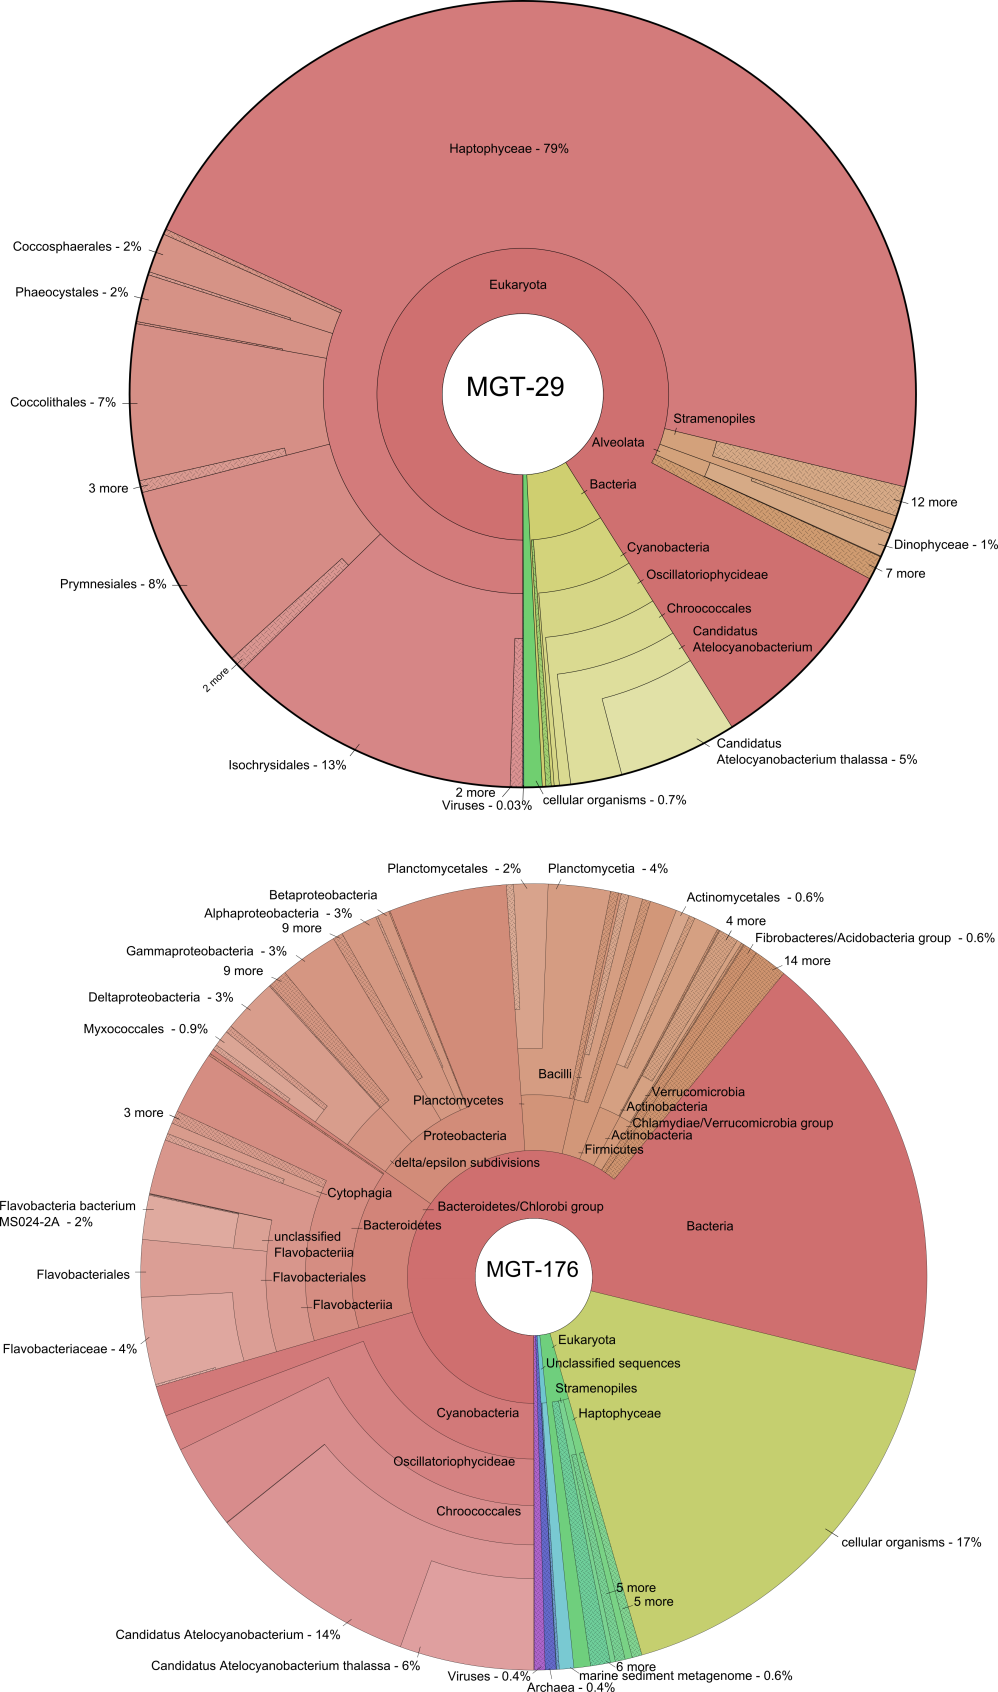 Haptophyceae - 79%
Coccosphaerales - 2%
Eukaryota
Phaeocystales - 2%
MGT-29
Coccolithales - 7%
Stramenopiles
Alveolata
Bacteria
3 more
12 more
Dinophyceae - 1%
Cyanobacteria
7 more
Oscillatoriophycideae
Prymnesiales - 8%
Chroococcales
Candidatus
Atelocyanobacterium
2 more
Candidatus
Atelocyanobacterium thalassa - 5%
Isochrysidales - 13%
2 more
Viruses - 0.03%
cellular organisms - 0.7%
Planctomycetales - 2%
Planctomycetia - 4%
Betaproteobacteria
Actinomycetales - 0.6%
Alphaproteobacteria - 3%
4 more
9 more
Fibrobacteres/Acidobacteria group - 0.6%
Gammaproteobacteria - 3%
14 more
9 more
Deltaproteobacteria - 3%
Myxococcales - 0.9%
Bacilli
Verrucomicrobia
Planctomycetes
Actinobacteria
3 more
Chlamydiae/Verrucomicrobia group
Proteobacteria
Actinobacteria
Firmicutes
delta/epsilon subdivisions
Cytophagia
Flavobacteria bacterium
MS024-2A - 2%
Bacteroidetes/Chlorobi group
Bacteroidetes
Bacteria
unclassified
Flavobacteriia
MGT-176
Flavobacteriales
Flavobacteriales
Flavobacteriia
Eukaryota
Flavobacteriaceae - 4%
Unclassified sequences
Stramenopiles
Cyanobacteria
Haptophyceae
Oscillatoriophycideae
Chroococcales
cellular organisms - 17%
5 more
5 more
Candidatus Atelocyanobacterium - 14%
Candidatus Atelocyanobacterium thalassa - 6%
6 more
Viruses - 0.4%
marine sediment metagenome - 0.6%
Archaea - 0.4%